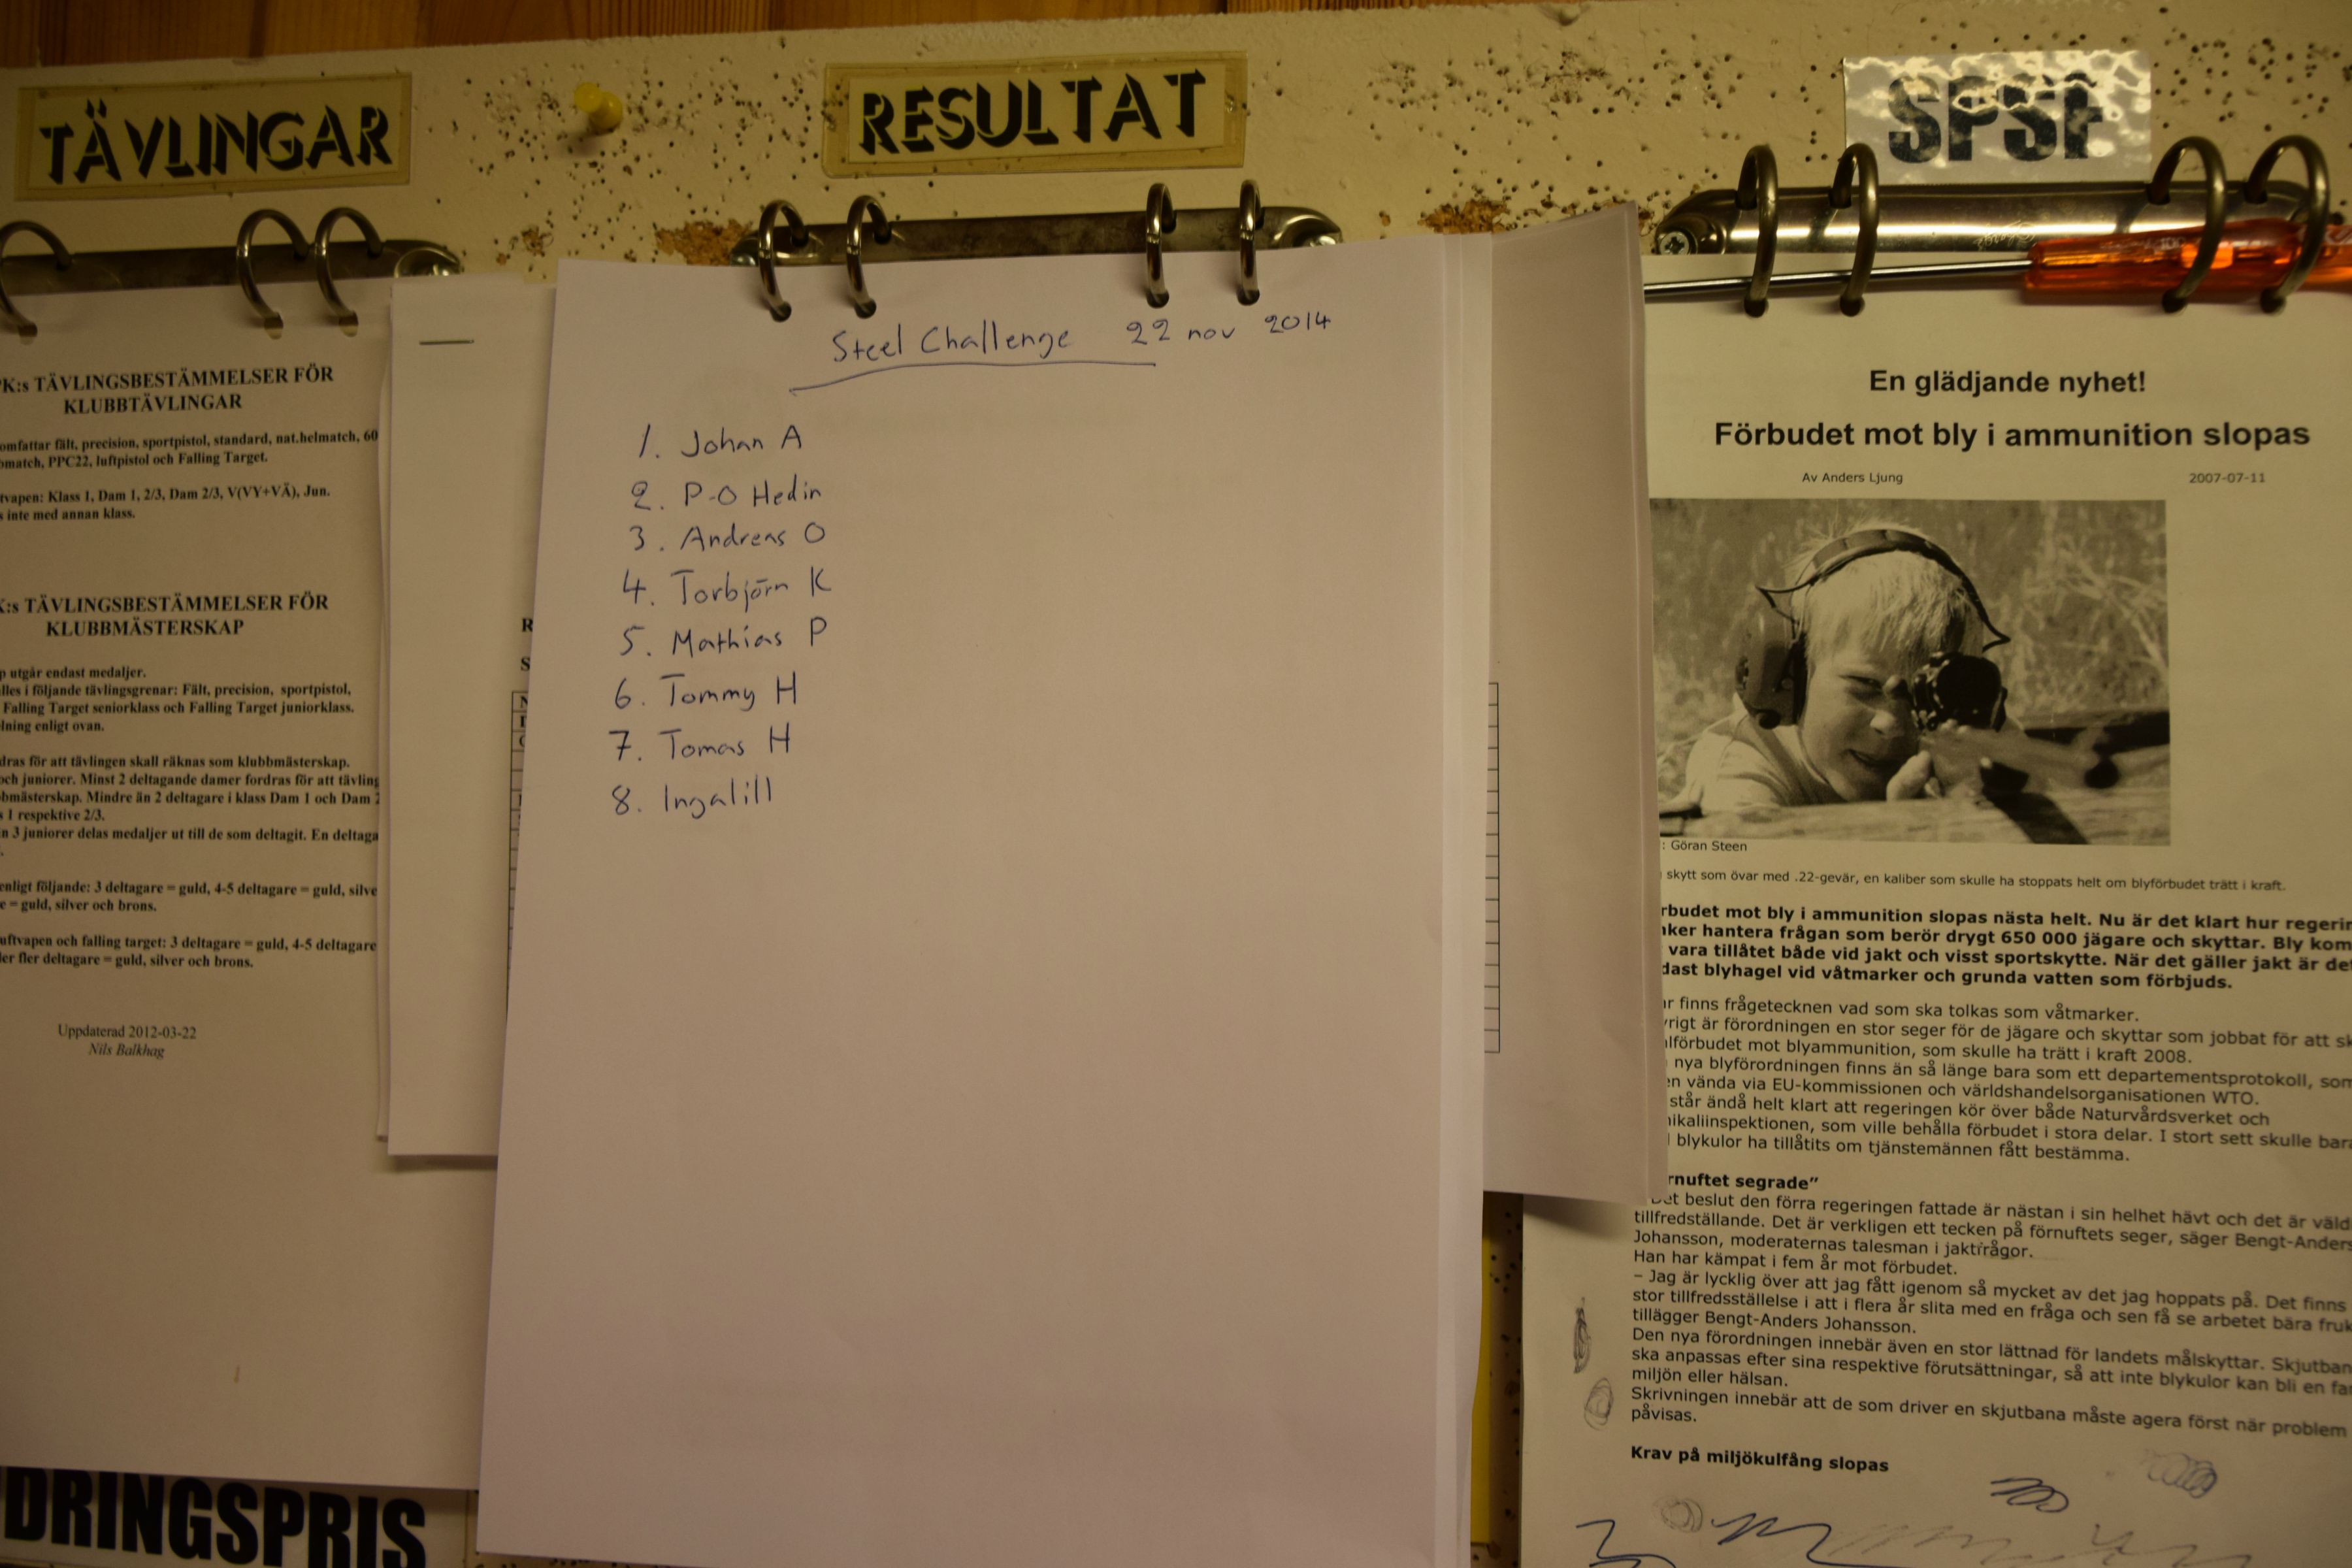 TÄVLINGAR
RESULTAT
SPSF
K:s TÄVLINGSBESTÄMMELSER FÖR
KLUBBTÄVLINGAR
omfattar fält, precision, sportpistol, standard, nat.helmatch, 60
match, PPC22, luftpistol och Falling Target.
tvapen: Klass 1, Dam 1, 2/3, Dam 2/3, V(VY+VÄ), Jun.
s inte med annan klass.
K:s TÄVLINGSBESTÄMMELSER FÖR
KLUBBMÄSTERSKAP
p utgår endast medaljer.
lles i följande tävlingsgrenar: Fält, precision, sportpistol,
Falling Target seniorklass och Falling Target juniorklass.
lning enligt ovan.
dras för att tävlingen skall räknas som klubbmästerskap.
och juniorer. Minst 2 deltagande damer fordras för att tävling
bmästerskap. Mindre än 2 deltagare i klass Dam 1 och Dam 2
s 1 respektive 2/3.
n 3 juniorer delas medaljer ut till de som deltagit. En deltaga
enligt följande: 3 deltagare = guld, 4-5 deltagare = guld, silve
e = guld, silver och brons.
uftvapen och falling target: 3 deltagare = guld, 4-5 deltagare
ler fler deltagare = guld, silver och brons.
Uppdaterad 2012-03-22
Nils Balkhag
DRINGSPRIS
R
S
Steel Challenge 22 nov 2014
1. Johan A
2. P-O Hedin
3. Andreas O
4. Torbjörn K
5. Mathias P
6. Tommy H
7. Tomas H
8. Ingalill
En glädjande nyhet!
Förbudet mot bly i ammunition slopas
Av Anders Ljung 2007-07-11
: Göran Steen
skytt som övar med .22-gevär, en kaliber som skulle ha stoppats helt om blyförbudet trätt i kraft.
rbudet mot bly i ammunition slopas nästa helt. Nu är det klart hur regerin
ker hantera frågan som berör drygt 650 000 jägare och skyttar. Bly kom
vara tillåtet både vid jakt och visst sportskytte. När det gäller jakt är det
dast blyhagel vid våtmarker och grunda vatten som förbjuds.
r finns frågetecknen vad som ska tolkas som våtmarker.
vrigt är förordningen en stor seger för de jägare och skyttar som jobbat för att sk
lförbudet mot blyammunition, som skulle ha trätt i kraft 2008.
nya blyförordningen finns än så länge bara som ett departementsprotokoll, som
en vända via EU-kommissionen och världshandelsorganisationen WTO.
står ändå helt klart att regeringen kör över både Naturvårdsverket och
ikaliinspektionen, som ville behålla förbudet i stora delar. I stort sett skulle bara
blykulor ha tillåtits om tjänstemännen fått bestämma.
rnuftet segrade”
Det beslut den förra regeringen fattade är nästan i sin helhet hävt och det är väld
tillfredställande. Det är verkligen ett tecken på förnuftets seger, säger Bengt-Anders
Johansson, moderaternas talesman i jaktfrågor.
Han har kämpat i fem år mot förbudet.
– Jag är lycklig över att jag fått igenom så mycket av det jag hoppats på. Det finns
stor tillfredsställelse i att i flera år slita med en fråga och sen få se arbetet bära fruk
tillägger Bengt-Anders Johansson.
Den nya förordningen innebär även en stor lättnad för landets målskyttar. Skjutban
ska anpassas efter sina respektive förutsättningar, så att inte blykulor kan bli en far
miljön eller hälsan.
Skrivningen innebär att de som driver en skjutbana måste agera först när problem
påvisas.
Krav på miljökulfång slopas